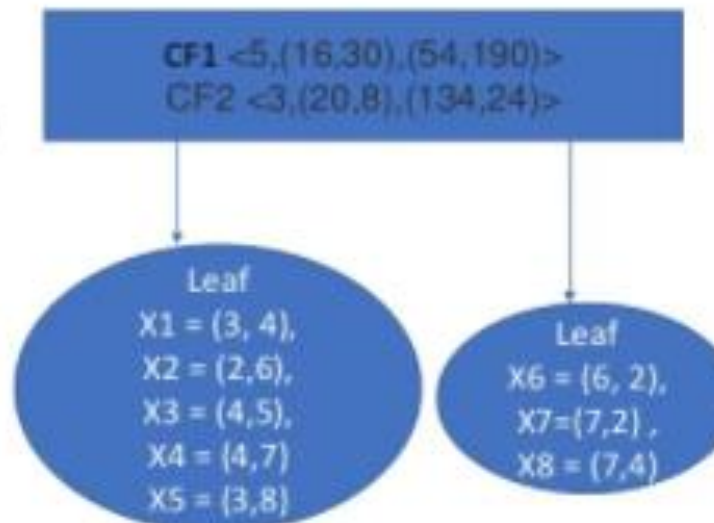 CF1 <5,(16,30),(54,190)>
CF2 <3,(20,8),(134,24)>
Leaf
X1 = (3, 4),
X2 = (2,6),
X3 = (4,5),
X4 = (4,7)
X5 = (3,8)
Leaf
X6 = (6, 2),
X7=(7,2) ,
X8 = (7,4)